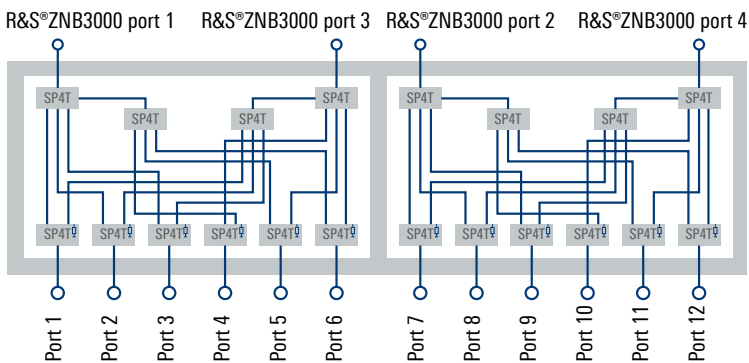 R&S®ZNB3000 port 1 R&S®ZNB3000 port 3 R&S®ZNB3000 port 2 R&S®ZNB3000 port 4
SP4T SP4T SP4T SP4T
SP4T SP4T SP4T SP4T
SP4T SP4T SP4T SP4T SP4T SP4T SP4T SP4T SP4T SP4T SP4T SP4T
Port 1 Port 2 Port 3 Port 4 Port 5 Port 6 Port 7 Port 8 Port 9 Port 10 Port 11 Port 12